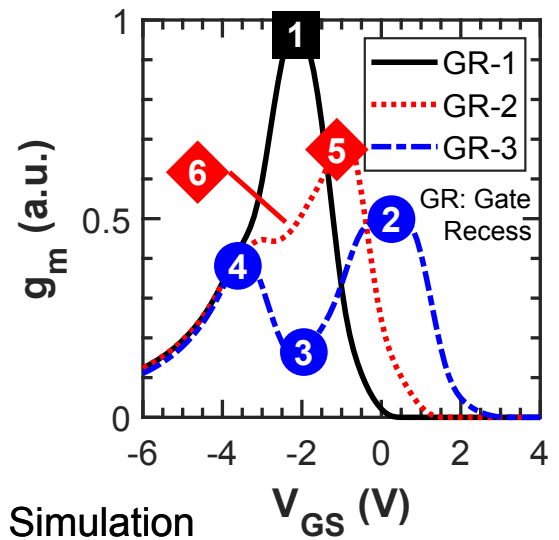 1
1
GR-1
GR-2
GR-3
5
6
GR: Gate
Recess
2
0.5
4
3
0
-6
-4
-2
0
2
4
g_m (a.u.)
V_GS (V)
Simulation